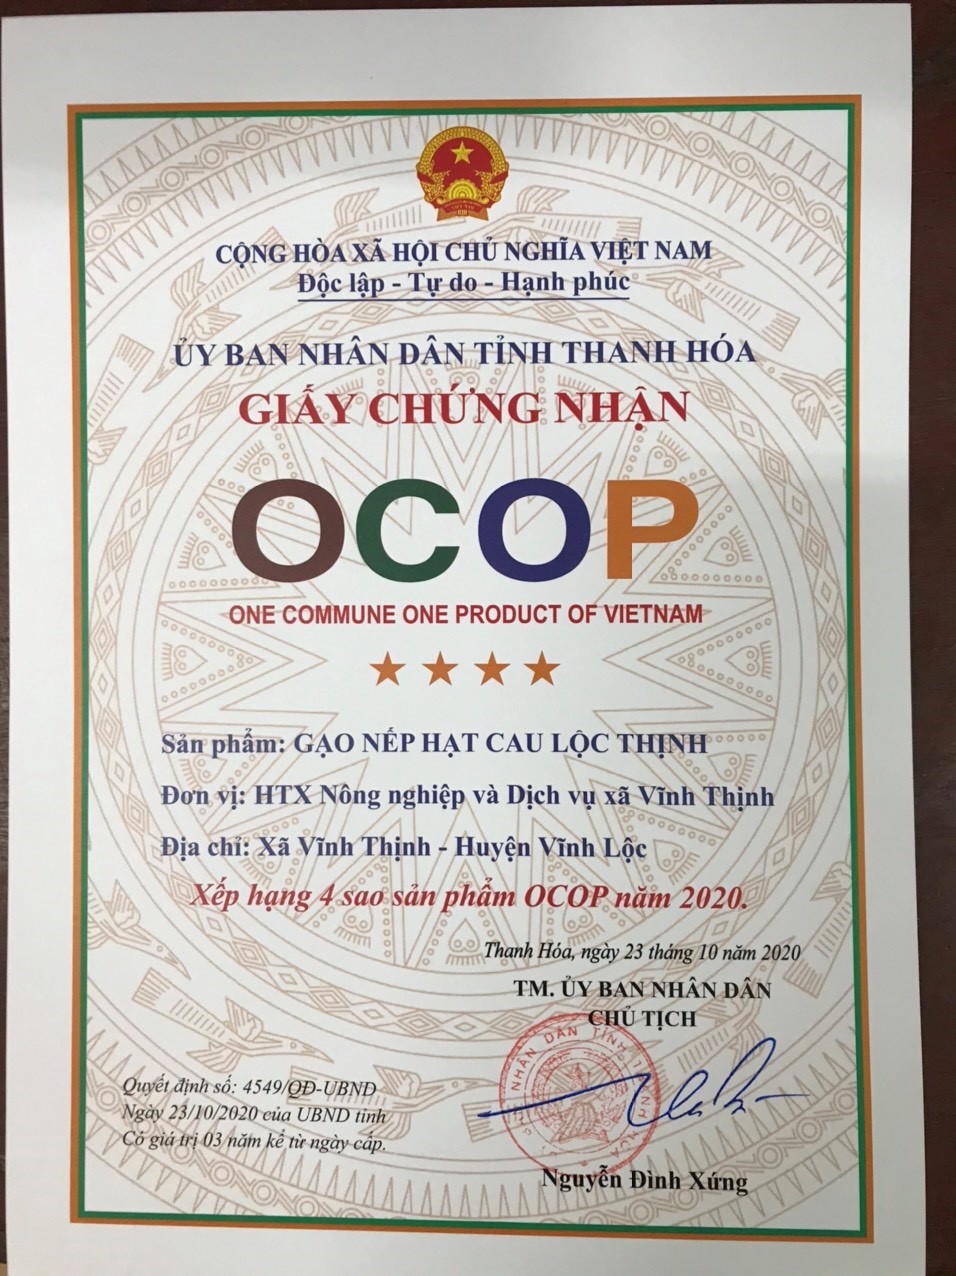 CỘNG HÒA XÃ HỘI CHỦ NGHĨA VIỆT NAM
Độc lập - Tự do - Hạnh phúc
ỦY BAN NHÂN DÂN TỈNH THANH HÓA
GIẤY CHỨNG NHẬN
OCOP
ONE COMMUNE ONE PRODUCT OF VIETNAM
Sản phẩm: GẠO NẾP HẠT CAU LỘC THỊNH
Đơn vị: HTX Nông nghiệp và Dịch vụ xã Vĩnh Thịnh
Địa chỉ: Xã Vĩnh Thịnh - Huyện Vĩnh Lộc
Xếp hạng 4 sao sản phẩm OCOP năm 2020.
Thanh Hóa, ngày 23 tháng 10 năm 2020
TM. ỦY BAN NHÂN DÂN
CHỦ TỊCH
NHÂN DÂN TỈNH THANH HÓA
Quyết định số: 4549/QĐ-UBND
Ngày 23/10/2020 của UBND tỉnh
Có giá trị 03 năm kể từ ngày cấp.
Nguyễn Đình Xứng